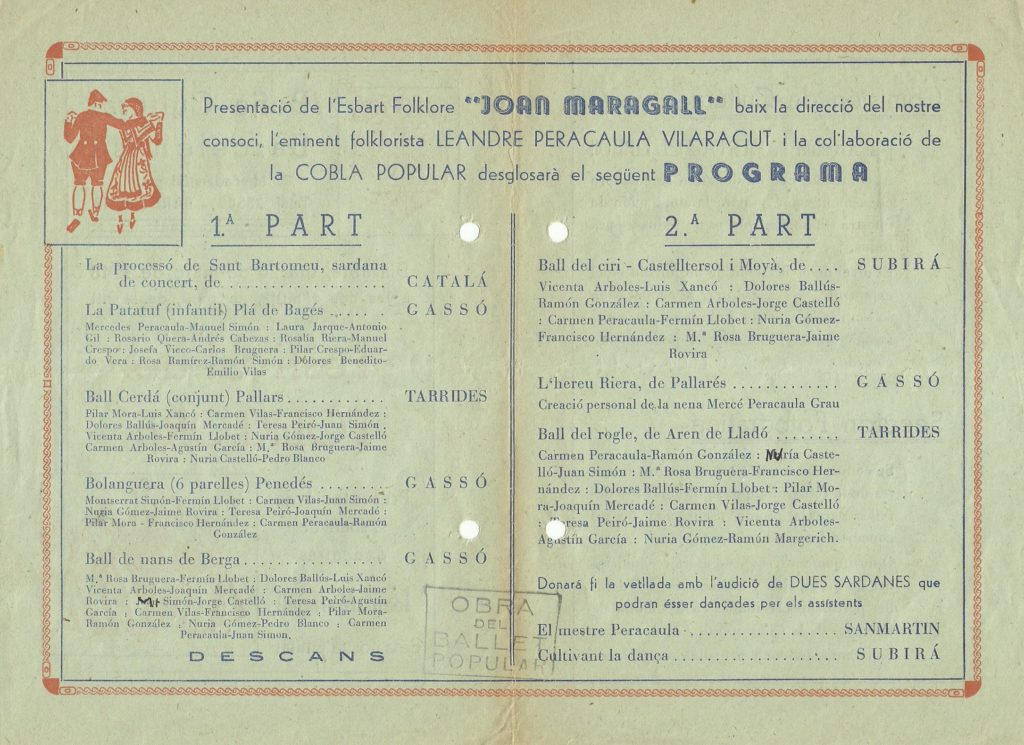 Presentació de l'Esbart Folklore "JOAN MARAGALL" baix la direcció del nostre
consoci, l'eminent folklorista LEANDRE PERACAULA VILARAGUT i la col·laboració de
la COBLA POPULAR desglosarà el següent PROGRAMA
1.ª PART
La processó de Sant Bartomeu, sardana
de concert, de . . . . . . . . . . . . . . . . . . . CATALÁ
La Patatuf (infantil) Plá de Bagés . . . . . . GASSÓ
Mercedes Peracaula-Manuel Simón : Laura Jarque-Antonio
Gil : Rosario Quera-Andrés Cabezas : Rosalía Riera-Manuel
Crespo : Josefa Vieco-Carlos Bruguera : Pilar Crespo-Eduar-
do Vera : Rosa Ramírez-Ramón Simón : Dolores Benedito-
Emilio Vilas
Ball Cerdá (conjunt) Pallars . . . . . . . . . . . TARRIDES
Pilar Mora-Luis Xancó : Carmen Vilas-Francisco Hernández :
Dolores Ballús-Joaquín Mercadé : Teresa Peiró-Juan Simón .
Vicenta Arboles-Fermín Llobet : Nuria Gómez-Jorge Castelló
Carmen Arboles-Agustín García : M.ª Rosa Bruguera-Jaime
Rovira : Nuria Castelló-Pedro Blanco
Bolanguera (6 parelles) Penedés . . . . . . . . GASSÓ
Montserrat Simón-Fermín Llobet : Carmen Vilas-Juan Simón :
Nuria Gómez-Jaime Rovira : Teresa Peiró-Joaquín Mercadé :
Pilar Mora - Francisco Hernández : Carmen Peracaula-Ramón
González
Ball de nans de Berga . . . . . . . . . . . . . . . . GASSÓ
M.ª Rosa Bruguera-Fermín Llobet : Dolores Ballús-Luis Xancó
Vicenta Arboles-Joaquín Mercadé : Carmen Arboles-Jaime
Rovira : Simón-Jorge Castelló : Teresa Peiró-Agustín
García : Carmen Vilas-Francisco Hernández : Pilar Mora-
Ramón González : Nuria Gómez-Pedro Blanco : Carmen
Peracaula-Juan Simón.
DESCANS
2.ª PART
Ball del ciri - Castelltersol i Moyà, de . . . . SUBIRÁ
Vicenta Arboles-Luis Xancó : Dolores Ballús-
Ramón González : Carmen Arboles-Jorge Castelló
: Carmen Peracaula-Fermín Llobet : Nuria Gómez-
Francisco Hernández : M.ª Rosa Bruguera-Jaime
Rovira
L'hereu Riera, de Pallarés . . . . . . . . . . . . GASSÓ
Creación personal de la nena Mercé Peracaula Grau
Ball del rogle, de Aren de Lladó . . . . . . . . TARRIDES
Carmen Peracaula-Ramón González : Nuría Caste-
lló-Juan Simón : M.ª Rosa Bruguera-Francisco Her-
nández : Dolores Ballús-Fermín Llobet : Pilar Mo-
ra-Joaquín Mercadé : Carmen Vilas-Jorge Castelló
: Teresa Peiró-Jaime Rovira : Vicenta Arboles-
Agustín García : Nuria Gómez-Ramón Margerich.
Donará fi la vetllada amb l'audició de DUES SARDANES que
podran ésser dançades per els assistents
El mestre Peracaula . . . . . . . . . . . . . . . . . SANMARTIN
Cultivant la dança . . . . . . . . . . . . . . . . . . . SUBIRÁ
OBRA
DEL
BALLET
POPULAR